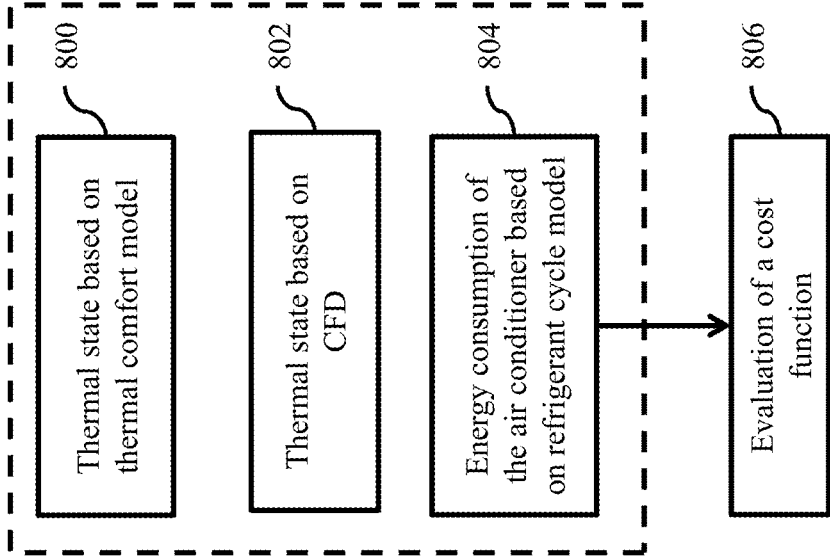 800
Thermal state based on
thermal comfort model
802
Thermal state based on
CFD
804
Energy consumption of
the air conditioner based
on refrigerant cycle model
806
Evaluation of a cost
function